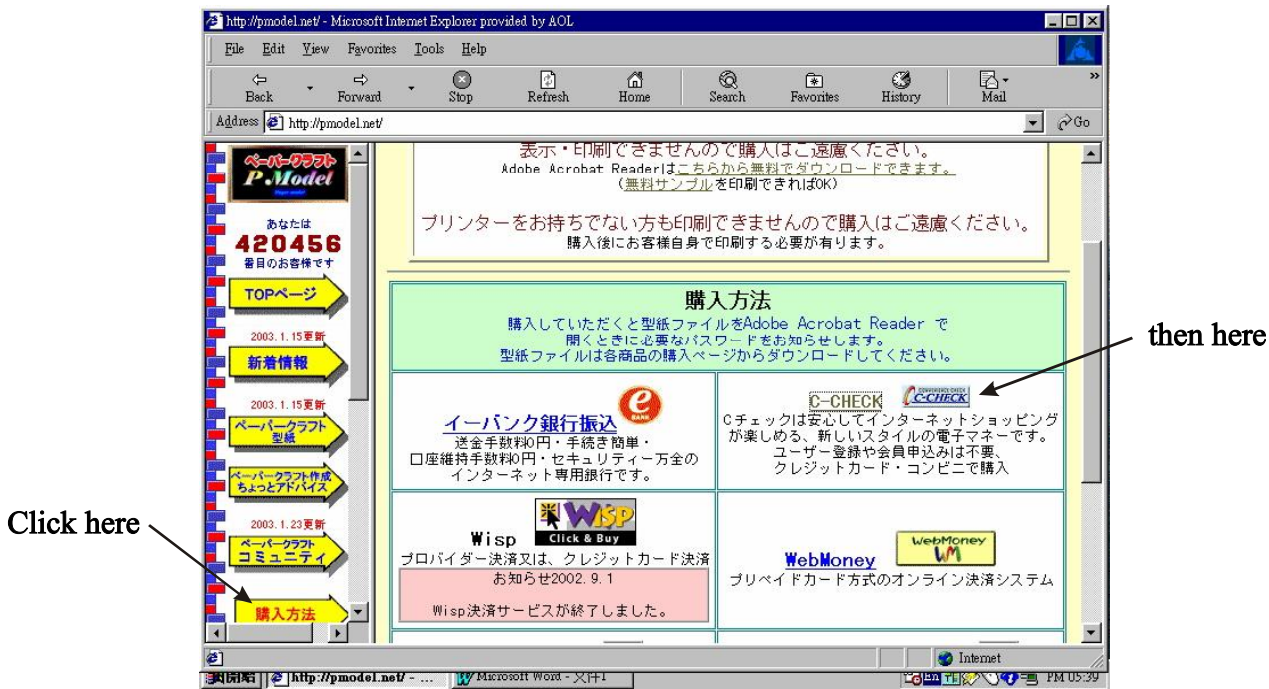 http://pmodel.net/ - Microsoft Internet Explorer provided by AOL
File Edit View Favorites Tools Help
Back Forward Stop Refresh Home Search Favorites History Mail »
Address http://pmodel.net/ Go
ペーパークラフト
P.Model
あなたは
420456
番目のお客様です
TOPページ
2003.1.15更新
新着情報
2003.1.15更新
ペーパークラフト
型紙
ペーパークラフト作成
ちょっとアドバイス
2003.1.23更新
ペーパークラフト
コミュニティ
購入方法
表示・印刷できませんので購入はご遠慮ください。
Adobe Acrobat Readerはこちらから無料でダウンロードできます。
(無料サンプルを印刷できればOK)
プリンターをお持ちでない方も印刷できませんので購入はご遠慮ください。
購入後にお客様自身で印刷する必要が有ります。
購入方法
購入していただくと型紙ファイルをAdobe Acrobat Reader で
開くときに必要なパスワードをお知らせします。
型紙ファイルは各商品の購入ページからダウンロードしてください。
イーバンク銀行振込 e BANK
送金手数料0円・手続き簡単・
口座維持手数料0円・セキュリティー万全の
インターネット専用銀行です。
C-CHECK CONVENIENCE CHECK C-CHECK
Cチェックは安心してインターネットショッピング
が楽しめる、新しいスタイルの電子マネーです。
ユーザー登録や会員申込みは不要、
クレジットカード・コンビニで購入
Wisp WISP Click & Buy
プロバイダー決済又は、クレジットカード決済
お知らせ2002.9.1
Wisp決済サービスが終了しました。
WebMoney WebMoney WM
プリペイドカード方式のオンライン決済システム
Click here
then here
Internet
開始 http://pmodel.net/ - ... Microsoft Word - 文件1 En PM 05:39